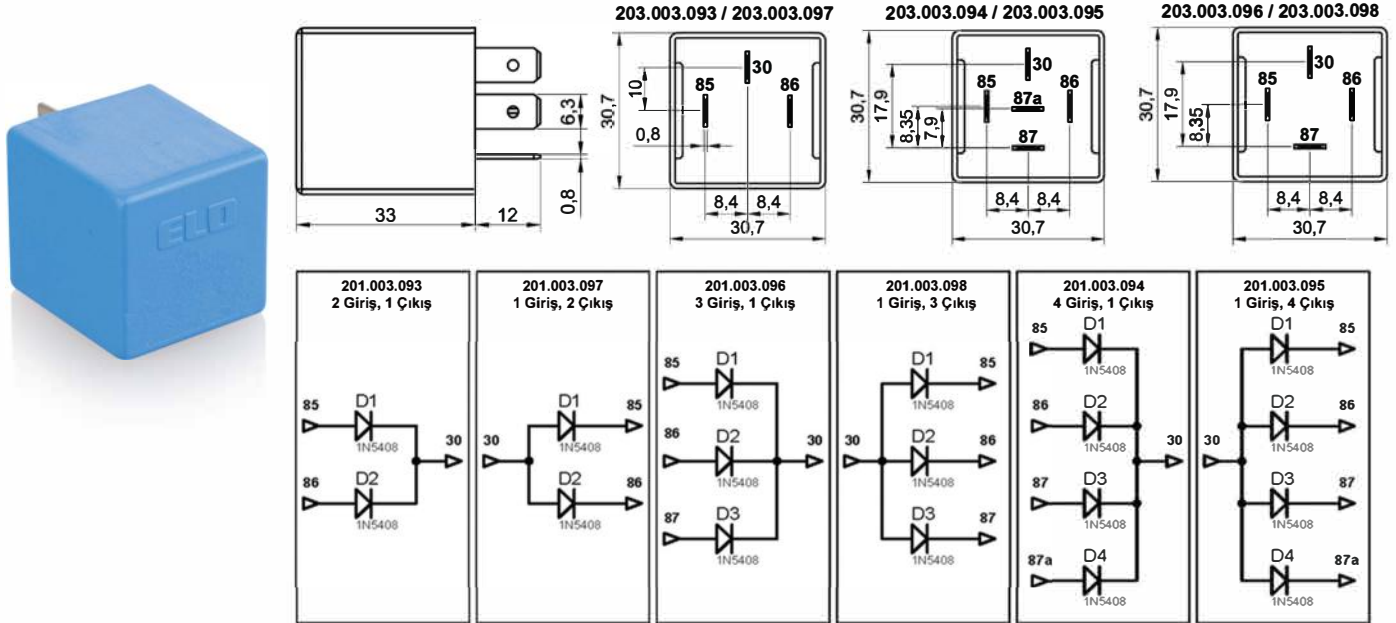 ELO
33
12
6,3
0,8
203.003.093 / 203.003.097
30
85
86
10
30,7
0,8
8,4
8,4
30,7
203.003.094 / 203.003.095
30
85
86
87a
87
30,7
17,9
8,35
7,9
8,4
8,4
30,7
203.003.096 / 203.003.098
30
85
86
87
30,7
17,9
8,35
8,4
8,4
30,7
201.003.093
2 Giriş, 1 Çıkış
85
D1
1N5408
30
86
D2
1N5408
201.003.097
1 Giriş, 2 Çıkış
D1
85
1N5408
30
D2
86
1N5408
201.003.096
3 Giriş, 1 Çıkış
85
D1
1N5408
86
D2
30
1N5408
87
D3
1N5408
201.003.098
1 Giriş, 3 Çıkış
D1
85
1N5408
30
D2
86
1N5408
D3
87
1N5408
201.003.094
4 Giriş, 1 Çıkış
85
D1
1N5408
86
D2
1N5408
30
87
D3
1N5408
87a
D4
1N5408
201.003.095
1 Giriş, 4 Çıkış
D1
85
1N5408
D2
86
1N5408
30
D3
87
1N5408
D4
87a
1N5408